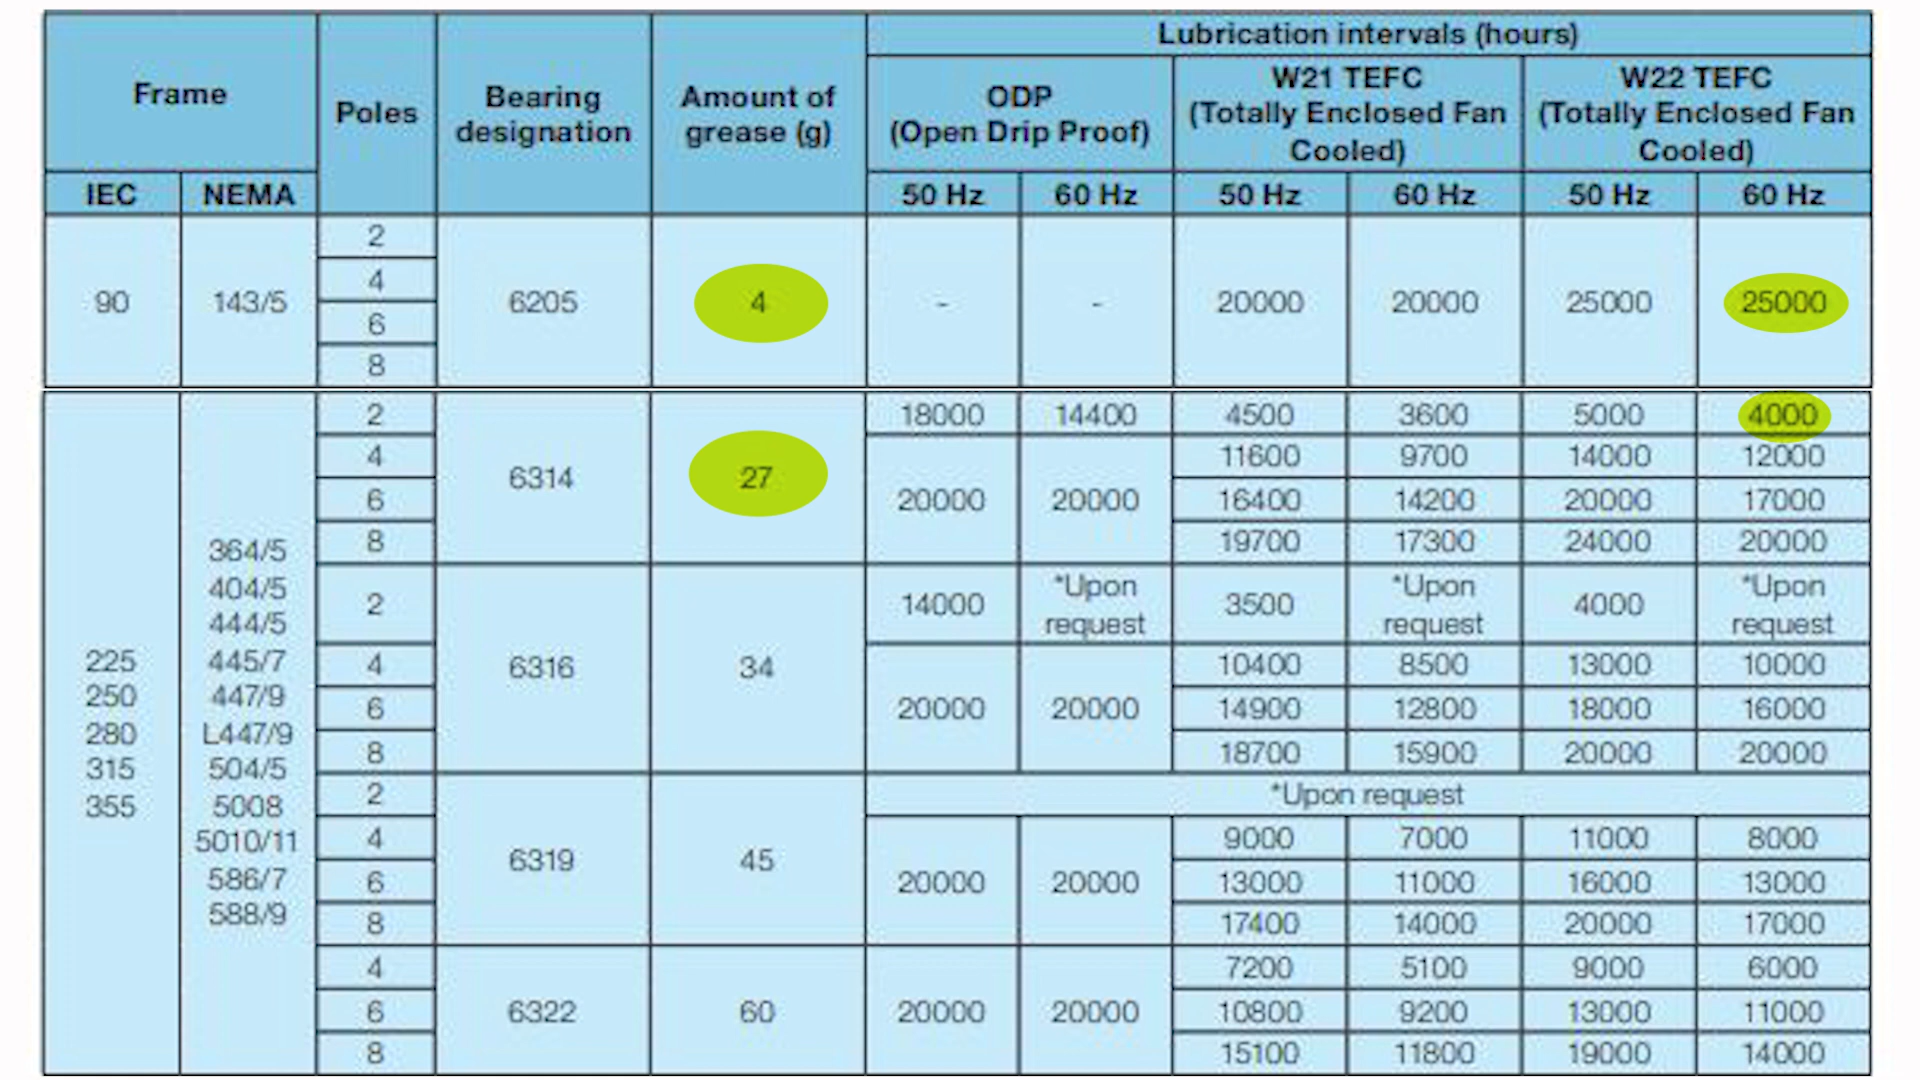 Frame
Poles
Bearing designation
Amount of grease (g)
Lubrication intervals (hours)
ODP (Open Drip Proof)
W21 TEFC (Totally Enclosed Fan Cooled)
W22 TEFC (Totally Enclosed Fan Cooled)
IEC NEMA 50 Hz 60 Hz 50 Hz 60 Hz 50 Hz 60 Hz
90 143/5
2
4
6
8
6205 4 - - 20000 20000 25000 25000
225
250
280
315
355
364/5
404/5
444/5
445/7
447/9
L447/9
504/5
5008
5010/11
586/7
588/9
6314 27
2 18000 14400 4500 3600 5000 4000
20000 20000
4 11600 9700 14000 12000
6 16400 14200 20000 17000
8 19700 17300 24000 20000
6316 34
2 14000 *Upon request 3500 *Upon request 4000 *Upon request
20000 20000
4 10400 8500 13000 10000
6 14900 12800 18000 16000
8 18700 15900 20000 20000
6319 45
2 *Upon request
20000 20000
4 9000 7000 11000 8000
6 13000 11000 16000 13000
8 17400 14000 20000 17000
6322 60 20000 20000
4 7200 5100 9000 6000
6 10800 9200 13000 11000
8 15100 11800 19000 14000